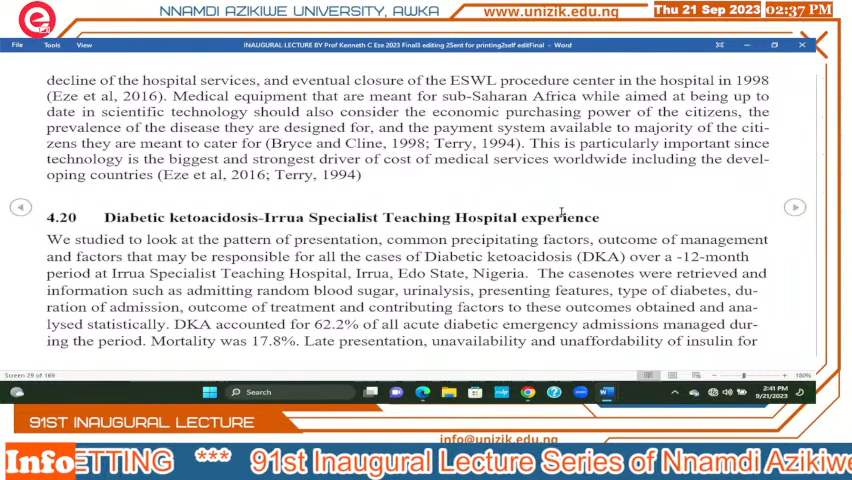 NNAMDI AZIKIWE UNIVERSITY, AWKA
www.unizik.edu.ng
Thu 21 Sep 2023 02:37 PM
File Tools View
INAUGURAL LECTURE BY Prof Kenneth C Eze 2023 Final3 editing 2Sent for printing2self editFinal - Word
decline of the hospital services, and eventual closure of the ESWL procedure center in the hospital in 1998
(Eze et al, 2016). Medical equipment that are meant for sub-Saharan Africa while aimed at being up to
date in scientific technology should also consider the economic purchasing power of the citizens, the
prevalence of the disease they are designed for, and the payment system available to majority of the citi-
zens they are meant to cater for (Bryce and Cline, 1998; Terry, 1994). This is particularly important since
technology is the biggest and strongest driver of cost of medical services worldwide including the devel-
oping countries (Eze et al, 2016; Terry, 1994)
4.20 Diabetic ketoacidosis-Irrua Specialist Teaching Hospital experience
We studied to look at the pattern of presentation, common precipitating factors, outcome of management
and factors that may be responsible for all the cases of Diabetic ketoacidosis (DKA) over a -12-month
period at Irrua Specialist Teaching Hospital, Irrua, Edo State, Nigeria. The casenotes were retrieved and
information such as admitting random blood sugar, urinalysis, presenting features, type of diabetes, du-
ration of admission, outcome of treatment and contributing factors to these outcomes obtained and ana-
lysed statistically. DKA accounted for 62.2% of all acute diabetic emergency admissions managed dur-
ing the period. Mortality was 17.8%. Late presentation, unavailability and unaffordability of insulin for
Screen 29 of 169
180%
Search
2:41 PM
9/21/2023
91ST INAUGURAL LECTURE
info@unizik.edu.ng
Info
ETTING *** 91st Inaugural Lecture Series of Nnamdi Azikiwe